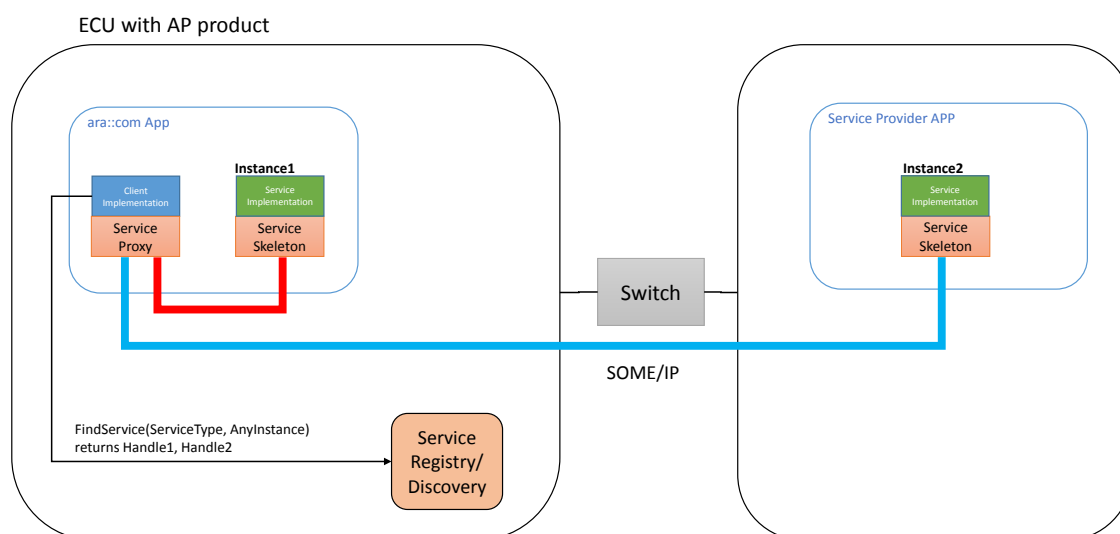 ECU with AP product
ara::com App
Client
Implementation
Service
Proxy
Instance1
Service
Implementation
Service
Skeleton
Service Provider APP
Instance2
Service
Implementation
Service
Skeleton
Switch
SOME/IP
FindService(ServiceType, AnyInstance)
returns Handle1, Handle2
Service
Registry/
Discovery